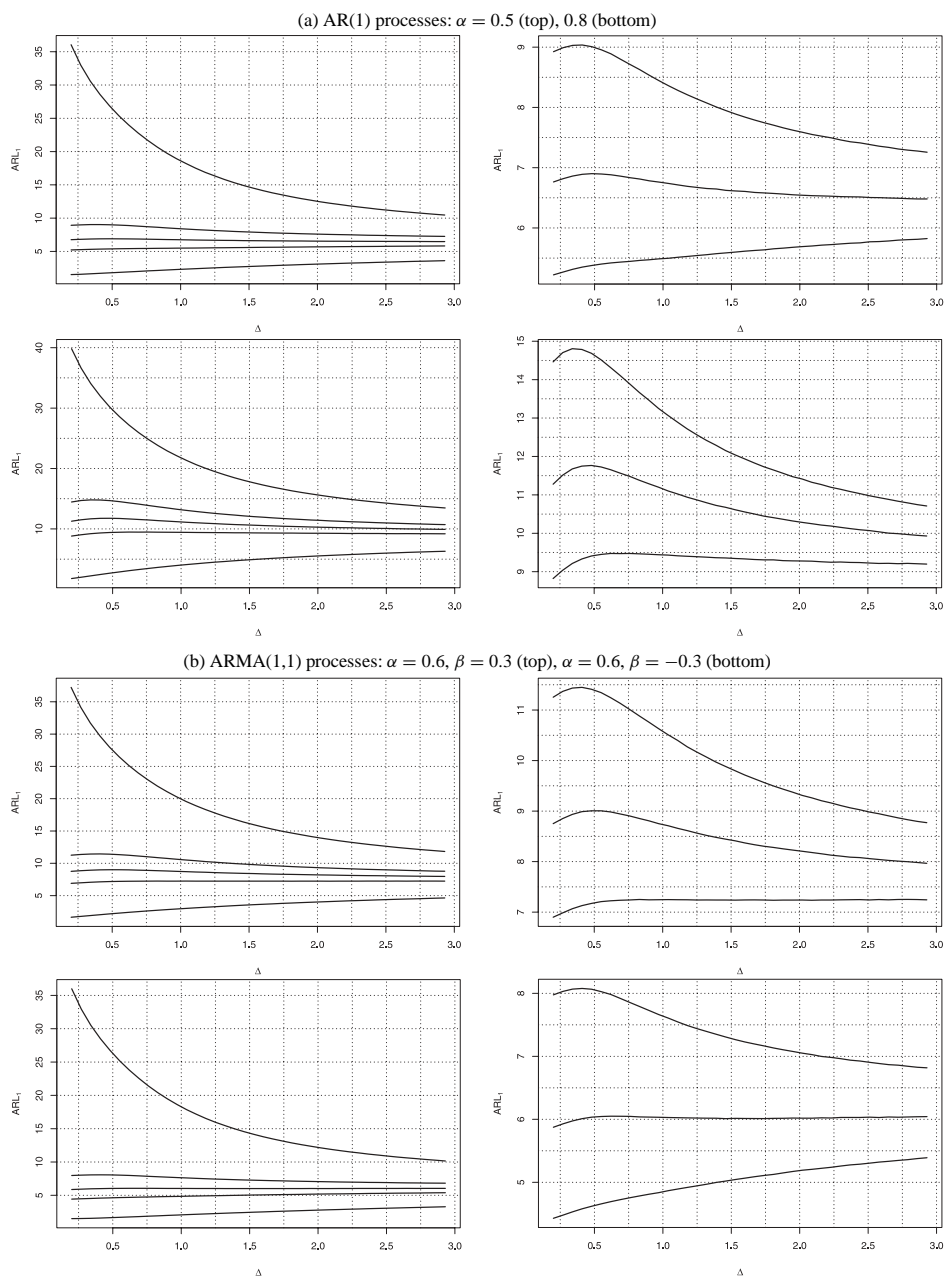 (a) AR(1) processes: α = 0.5 (top), 0.8 (bottom)
ARL₁
35
30
25
20
15
10
5
0.5 1.0 1.5 2.0 2.5 3.0
Δ
ARL₁
9
8
7
6
0.5 1.0 1.5 2.0 2.5 3.0
Δ
ARL₁
40
30
20
10
0.5 1.0 1.5 2.0 2.5 3.0
Δ
ARL₁
15
14
13
12
11
10
9
0.5 1.0 1.5 2.0 2.5 3.0
Δ
(b) ARMA(1,1) processes: α = 0.6, β = 0.3 (top), α = 0.6, β = −0.3 (bottom)
ARL₁
35
30
25
20
15
10
5
0.5 1.0 1.5 2.0 2.5 3.0
Δ
ARL₁
11
10
9
8
7
0.5 1.0 1.5 2.0 2.5 3.0
Δ
ARL₁
35
30
25
20
15
10
5
0.5 1.0 1.5 2.0 2.5 3.0
Δ
ARL₁
8
7
6
5
0.5 1.0 1.5 2.0 2.5 3.0
Δ